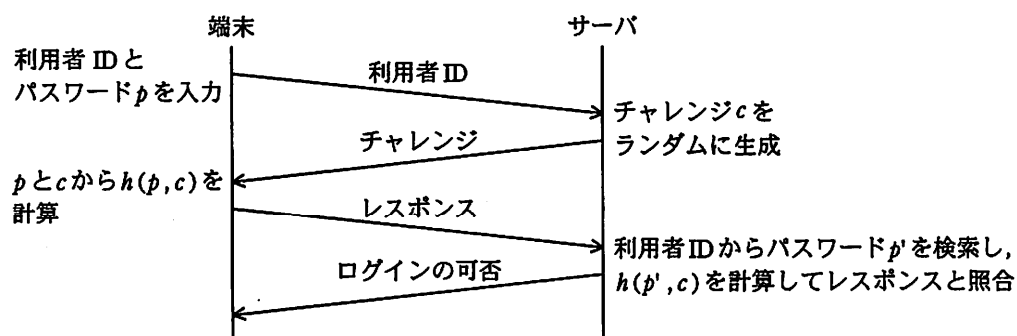 端末
サーバ
利用者 IDと
パスワードpを入力
利用者ID
チャレンジcを
ランダムに生成
チャレンジ
pとcからh(p,c)を
計算
レスポンス
利用者IDからパスワードp'を検索し,
h(p',c)を計算してレスポンスと照合
ログインの可否